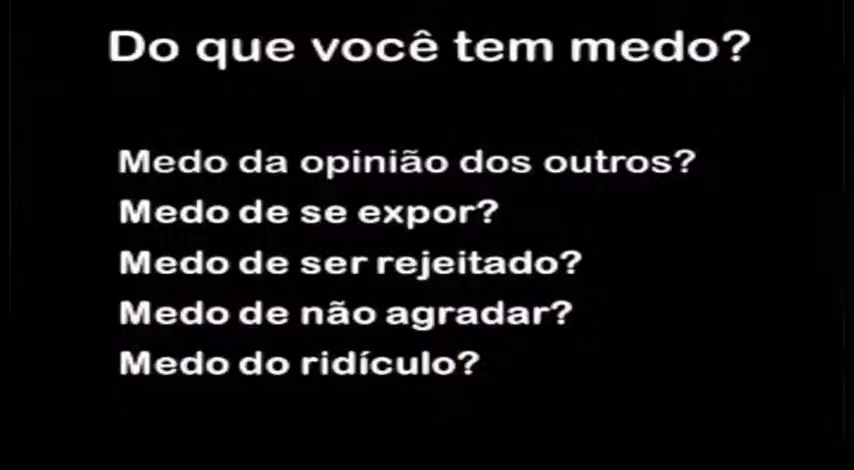 Do que você tem medo?
Medo da opinião dos outros?
Medo de se expor?
Medo de ser rejeitado?
Medo de não agradar?
Medo do ridículo?